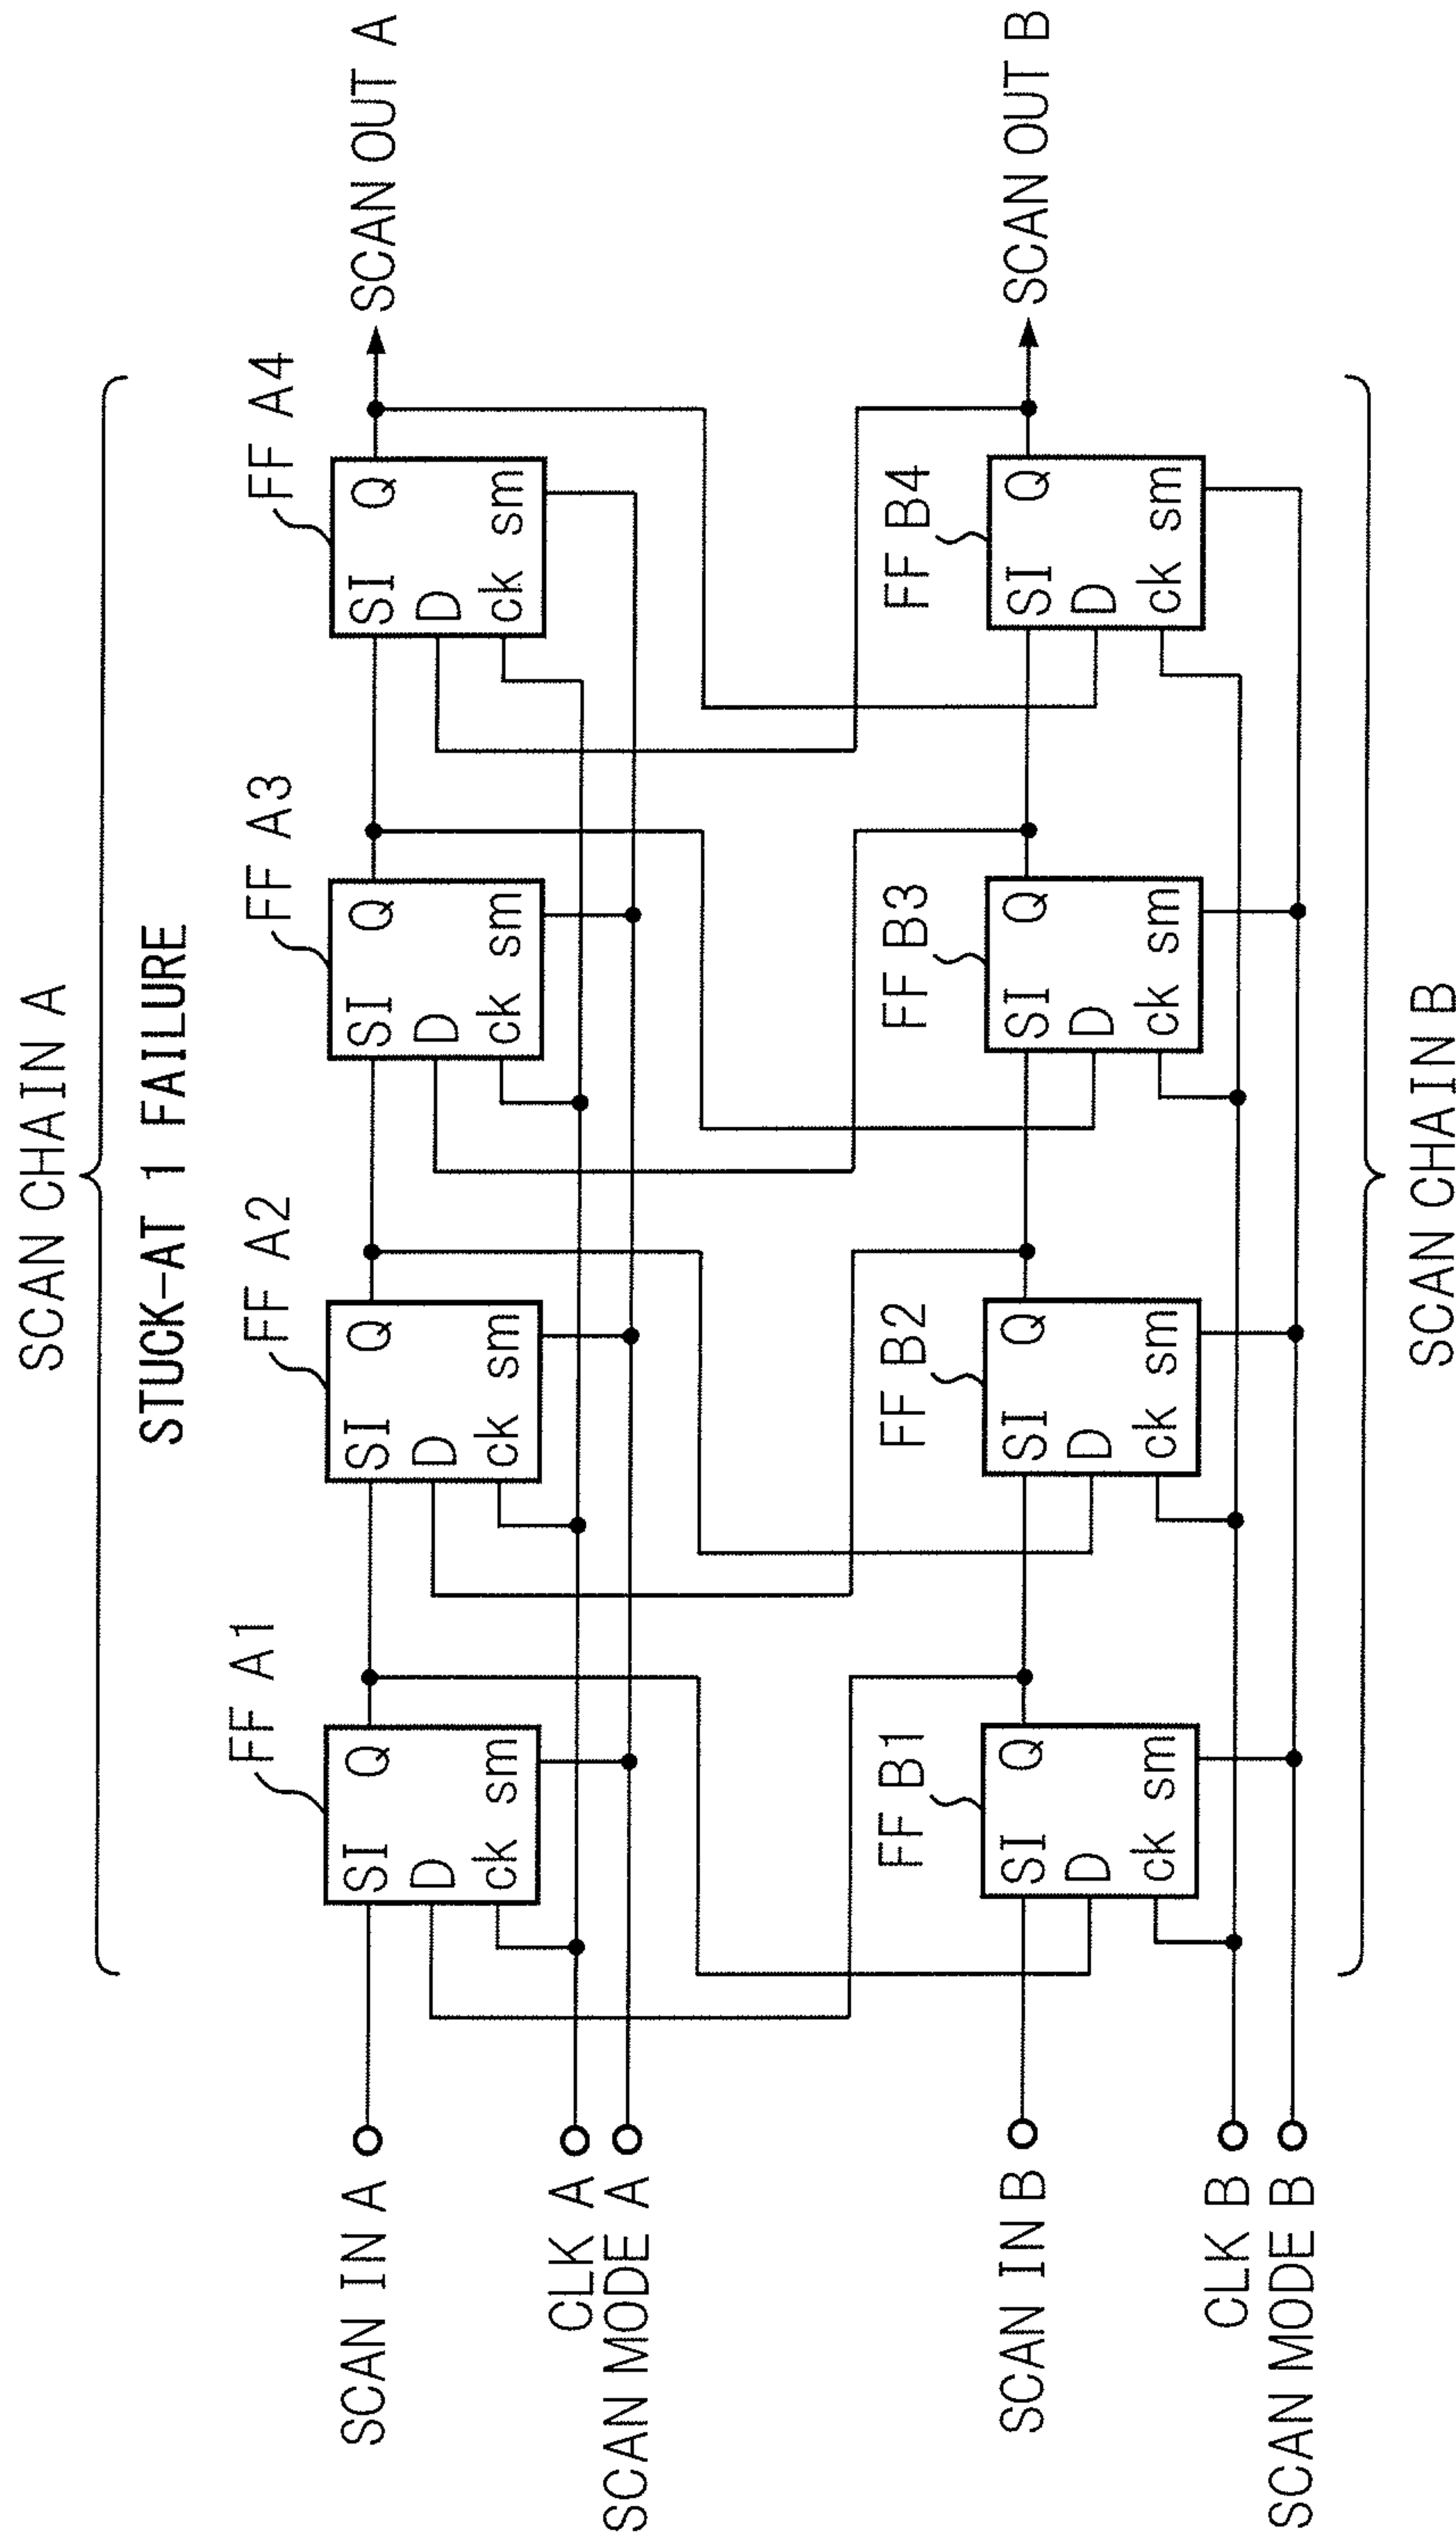 SCAN CHAIN A
STUCK-AT 1 FAILURE
FF A1
FF A2
FF A3
FF A4
SCAN IN A
SI Q
D
ck sm
SI Q
D
ck sm
SI Q
D
ck sm
SI Q
D
ck sm
SCAN OUT A
CLK A
SCAN MODE A
FF B1
FF B2
FF B3
FF B4
SCAN IN B
SI Q
D
ck sm
SI Q
D
ck sm
SI Q
D
ck sm
SI Q
D
ck sm
SCAN OUT B
CLK B
SCAN MODE B
SCAN CHAIN B